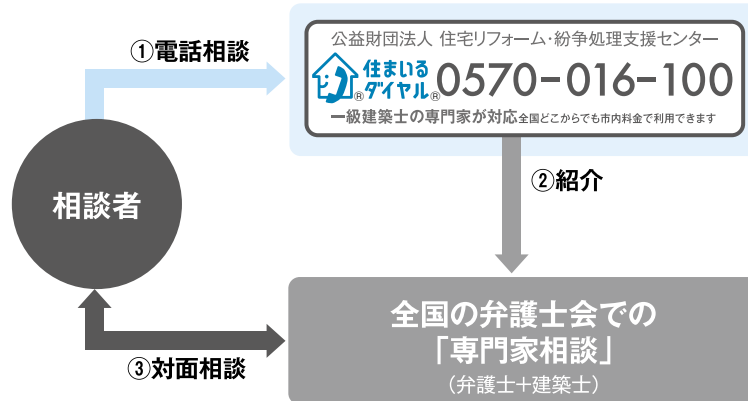 ①電話相談
公益財団法人 住宅リフォーム・紛争処理支援センター
住まいる
ダイヤル
® ®
0570-016-100
一級建築士の専門家が対応 全国どこからでも市内料金で利用できます
相談者
②紹介
全国の弁護士会での
「専門家相談」
（弁護士＋建築士）
③対面相談